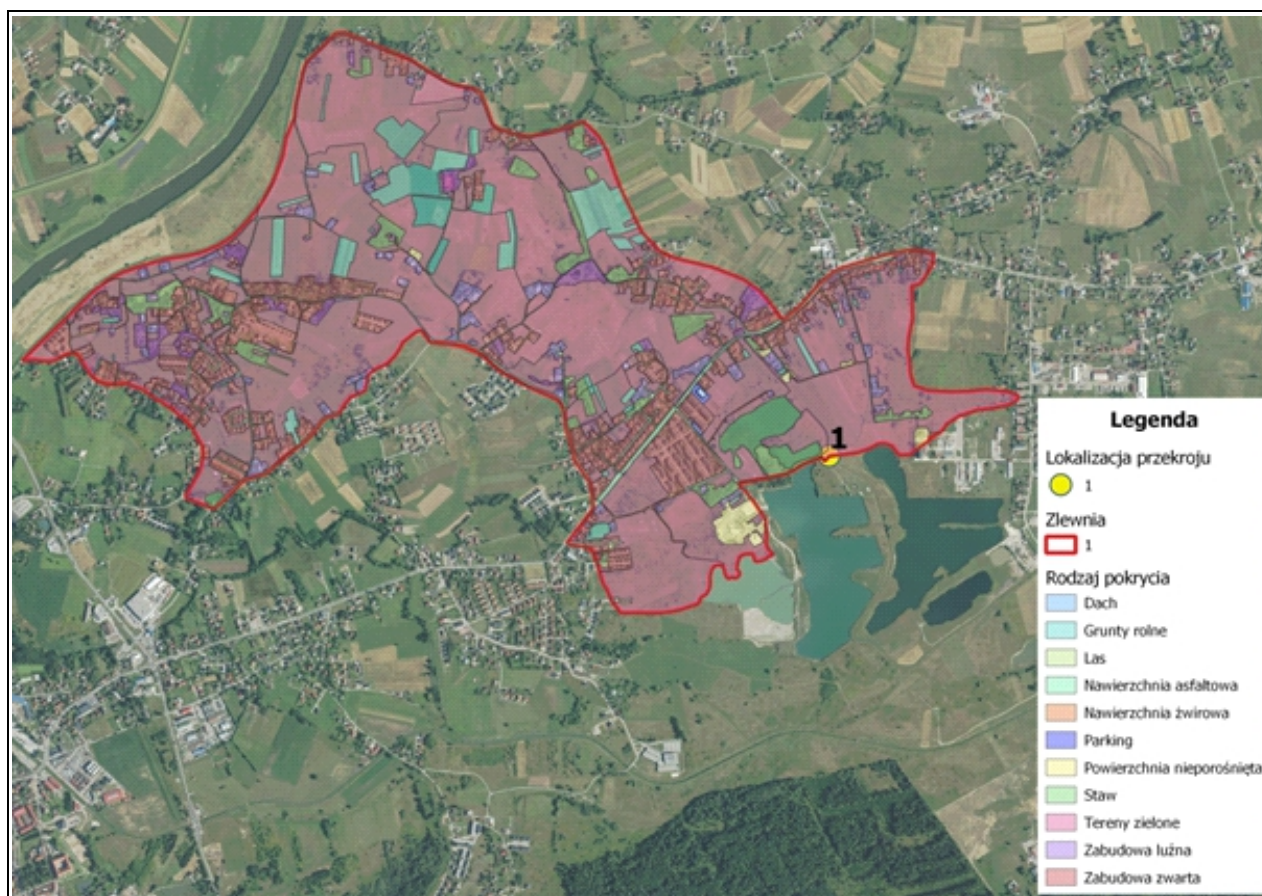 1
Legenda
Lokalizacja przekroju
1
Zlewnia
1
Rodzaj pokrycia
Dach
Grunty rolne
Las
Nawierzchnia asfaltowa
Nawierzchnia żwirowa
Parking
Powierzchnia nieporośnięta
Staw
Tereny zielone
Zabudowa luźna
Zabudowa zwarta